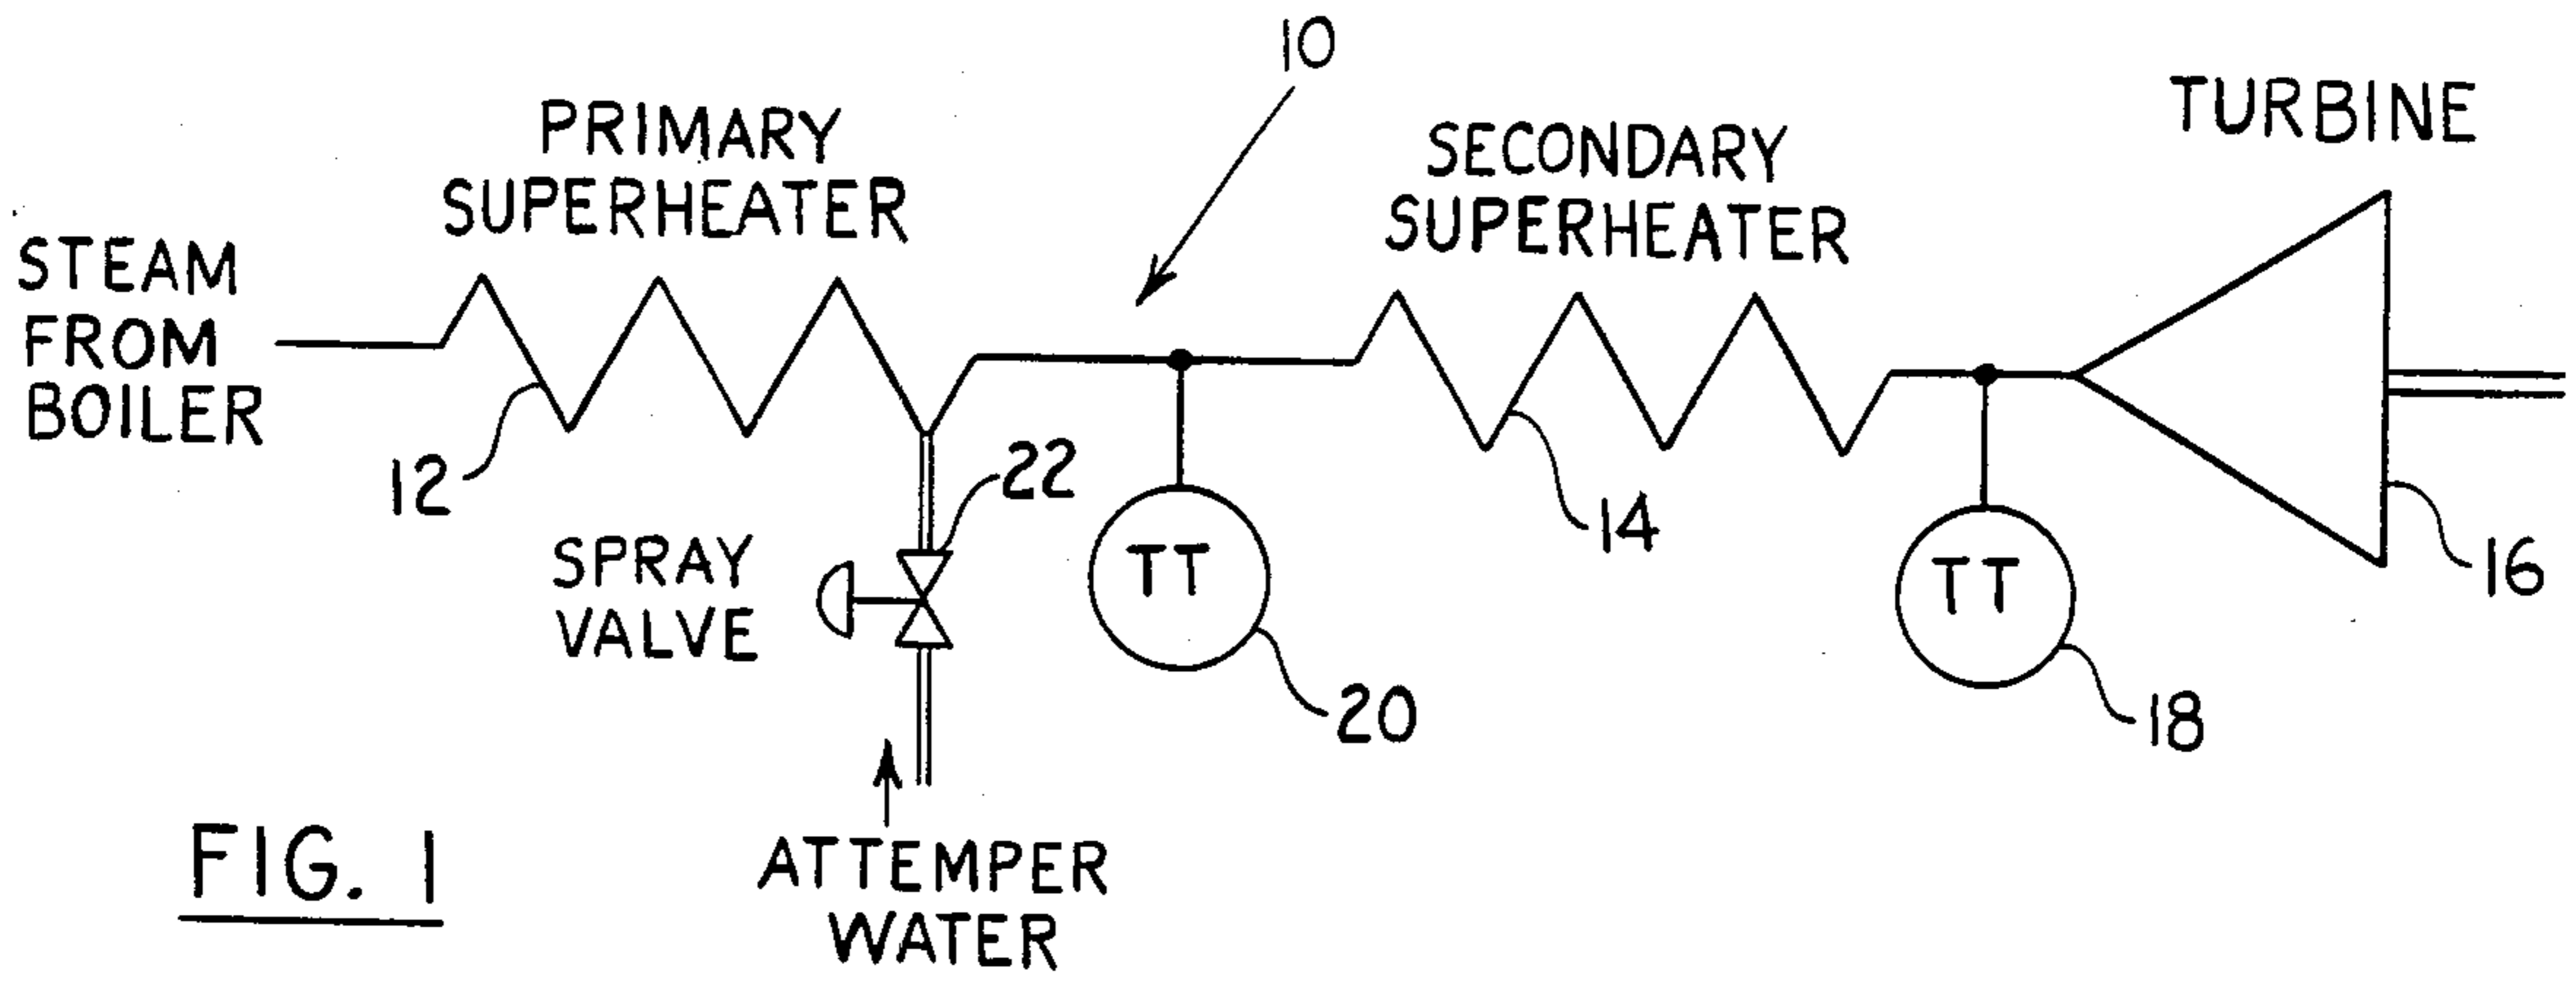 10
TURBINE
PRIMARY
SUPERHEATER
SECONDARY
SUPERHEATER
STEAM
FROM
BOILER
12
22
14
16
SPRAY
VALVE
TT
TT
20
18
ATTEMPER
WATER
FIG. 1